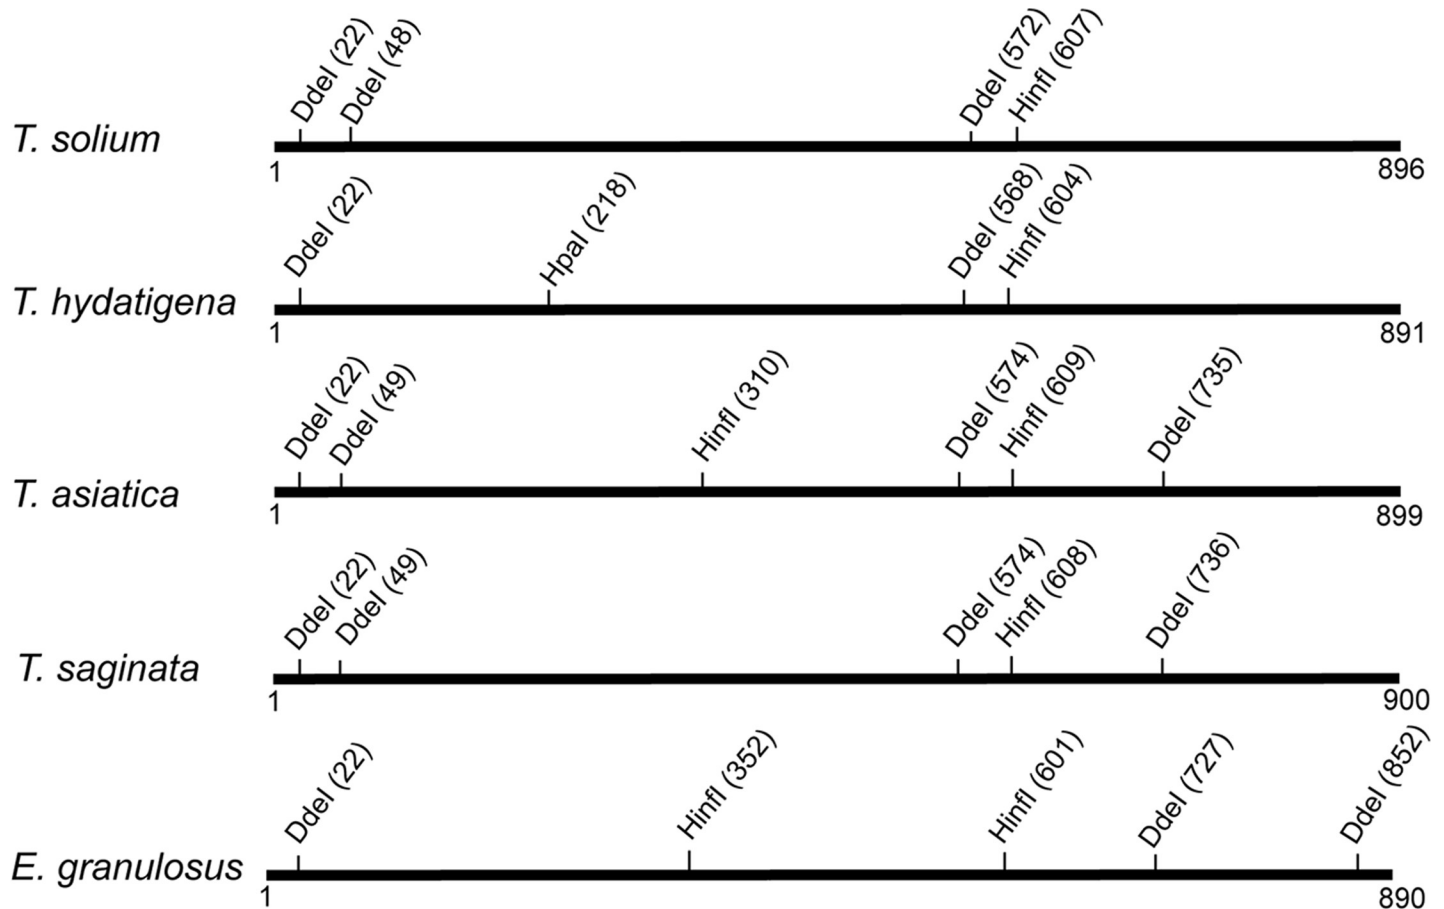 DdeI (22) DdeI (48) DdeI (572) HinfI (607)
T. solium
1 896
DdeI (22) HpaI (218) DdeI (568) HinfI (604)
T. hydatigena
1 891
DdeI (22) DdeI (49) HinfI (310) DdeI (574) HinfI (609) DdeI (735)
T. asiatica
1 899
DdeI (22) DdeI (49) DdeI (574) HinfI (608) DdeI (736)
T. saginata
1 900
DdeI (22) HinfI (352) HinfI (601) DdeI (727) DdeI (852)
E. granulosus
1 890